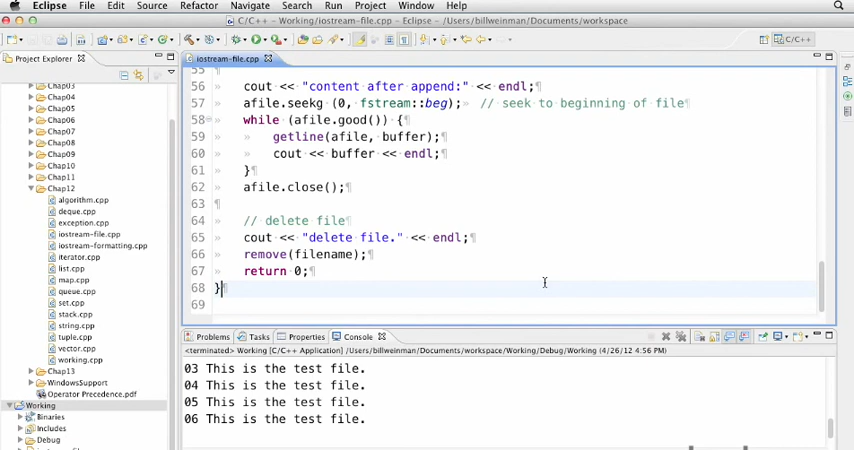 Eclipse File Edit Source Refactor Navigate Search Run Project Window Help
C/C++ - Working/iostream-file.cpp - Eclipse - /Users/billweinman/Documents/workspace
C/C++
Project Explorer
iostream-file.cpp
Chap03
Chap04
Chap05
Chap06
Chap07
Chap08
Chap09
Chap10
Chap11
Chap12
algorithm.cpp
deque.cpp
exception.cpp
iostream-file.cpp
iostream-formatting.cpp
iterator.cpp
list.cpp
map.cpp
queue.cpp
set.cpp
stack.cpp
string.cpp
tuple.cpp
vector.cpp
working.cpp
Chap13
WindowsSupport
Operator Precedence.pdf
Working
Binaries
Includes
Debug
55
56 cout << "content after append:" << endl;
57 afile.seekg (0, fstream::beg); // seek to beginning of file
58 while (afile.good()) {
59 getline(afile, buffer);
60 cout << buffer << endl;
61 }
62 afile.close();
63
64 // delete file
65 cout << "delete file." << endl;
66 remove(filename);
67 return 0;
68 }
69
Problems Tasks Properties Console
<terminated> Working [C/C++ Application] /Users/billweinman/Documents/workspace/Working/Debug/Working (4/26/12 4:56 PM)
03 This is the test file.
04 This is the test file.
05 This is the test file.
06 This is the test file.